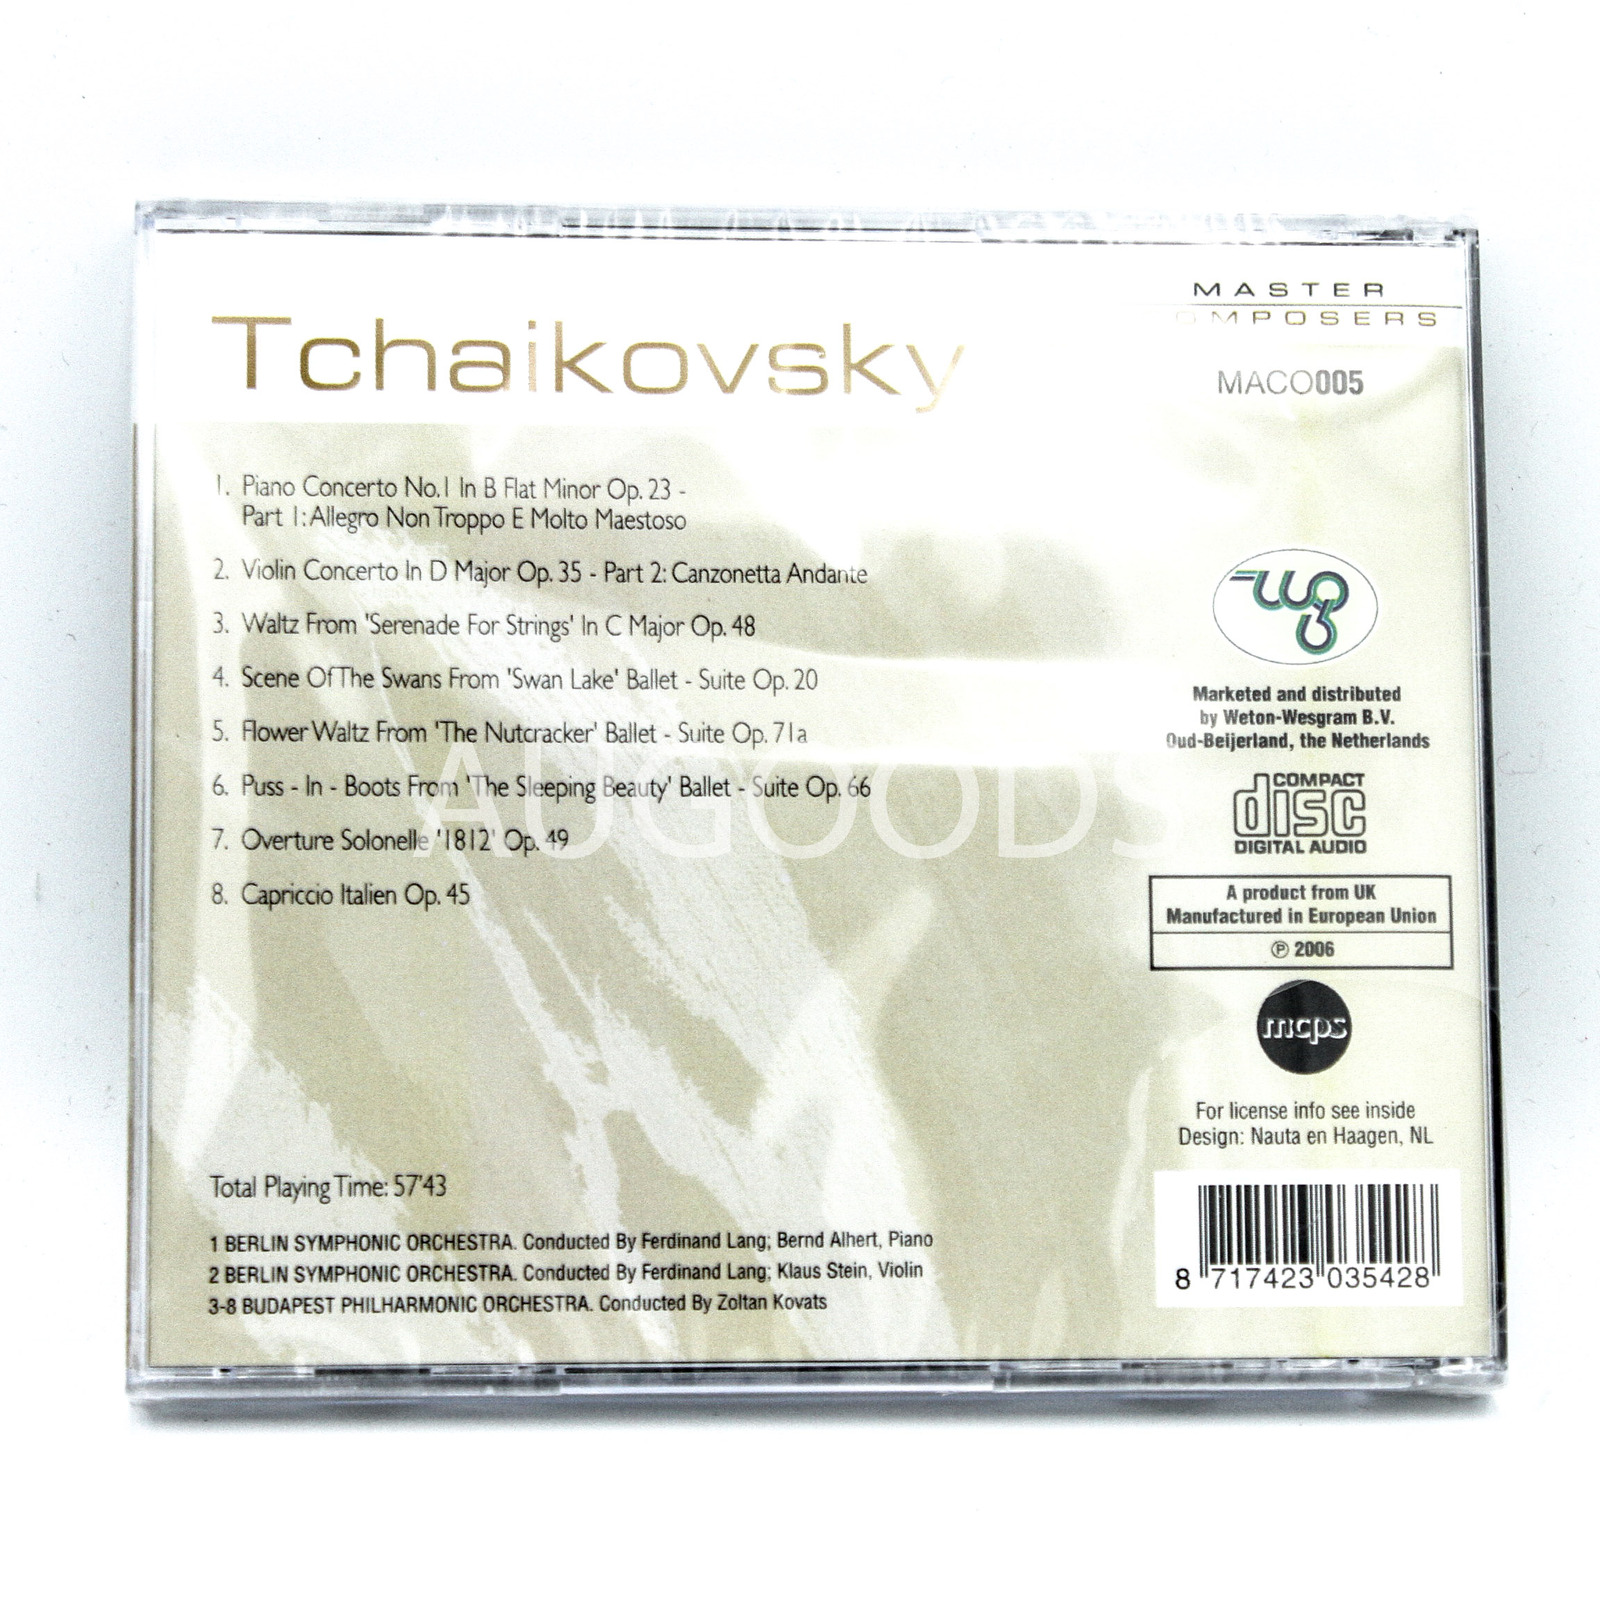 Tchaikovsky
MASTER
COMPOSERS
MACO005
1. Piano Concerto No.1 In B Flat Minor Op. 23 -
Part 1: Allegro Non Troppo E Molto Maestoso
2. Violin Concerto In D Major Op. 35 - Part 2: Canzonetta Andante
3. Waltz From 'Serenade For Strings' In C Major Op. 48
4. Scene Of The Swans From 'Swan Lake' Ballet - Suite Op. 20
5. Flower Waltz From 'The Nutcracker' Ballet - Suite Op. 71a
6. Puss - In - Boots From 'The Sleeping Beauty' Ballet - Suite Op. 66
7. Overture Solonelle '1812' Op. 49
8. Capriccio Italien Op. 45
AUGOODS
Total Playing Time: 57'43
1 BERLIN SYMPHONIC ORCHESTRA. Conducted By Ferdinand Lang; Bernd Alhert, Piano
2 BERLIN SYMPHONIC ORCHESTRA. Conducted By Ferdinand Lang; Klaus Stein, Violin
3-8 BUDAPEST PHILHARMONIC ORCHESTRA. Conducted By Zoltan Kovats
Marketed and distributed
by Weton-Wesgram B.V.
Oud-Beijerland, the Netherlands
COMPACT
disc
DIGITAL AUDIO
A product from UK
Manufactured in European Union
℗ 2006
mcps
For license info see inside
Design: Nauta en Haagen, NL
8 717423 035428